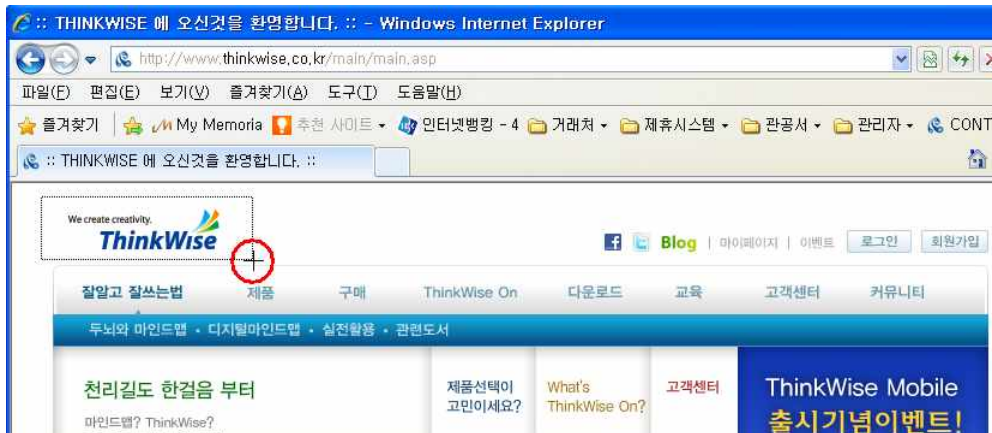 :: THINKWISE 에 오신것을 환영합니다. :: - Windows Internet Explorer
http://www.thinkwise.co.kr/main/main.asp
파일(F) 편집(E) 보기(V) 즐겨찾기(A) 도구(T) 도움말(H)
즐겨찾기 My Memoria 추천 사이트 인터넷뱅킹 - 4 거래처 제휴시스템 관공서 관리자 CONT
:: THINKWISE 에 오신것을 환영합니다. ::
We create creativity.
ThinkWise
Blog | 마이페이지 | 이벤트 로그인 회원가입
잘알고 잘쓰는법 제품 구매 ThinkWise On 다운로드 교육 고객센터 커뮤니티
두뇌와 마인드맵 • 디지털마인드맵 • 실전활용 • 관련도서
천리길도 한걸음 부터
마인드맵? ThinkWise?
제품선택이
고민이세요?
What's
ThinkWise On?
고객센터
ThinkWise Mobile
출시기념이벤트!